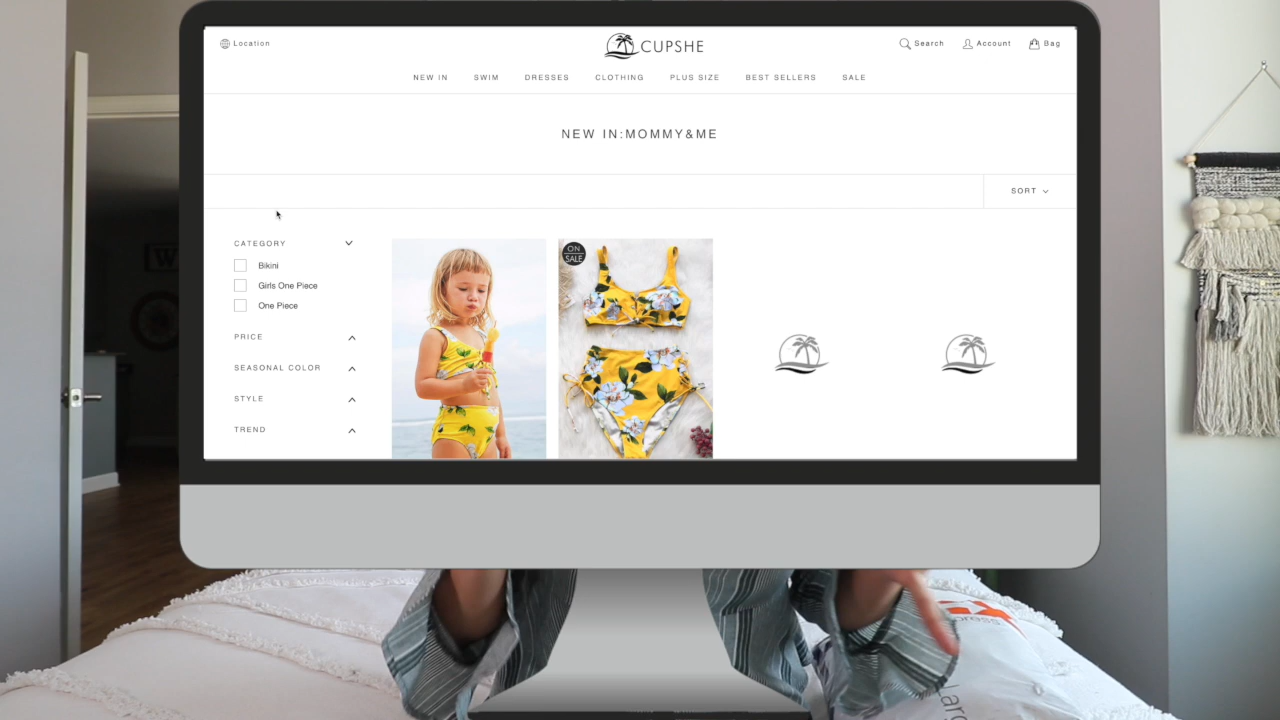 Location
CUPSHE
Search
Account
Bag
NEW IN
SWIM
DRESSES
CLOTHING
PLUS SIZE
BEST SELLERS
SALE
NEW IN:MOMMY&ME
SORT
CATEGORY
Bikini
Girls One Piece
One Piece
PRICE
SEASONAL COLOR
STYLE
TREND
ON
SALE